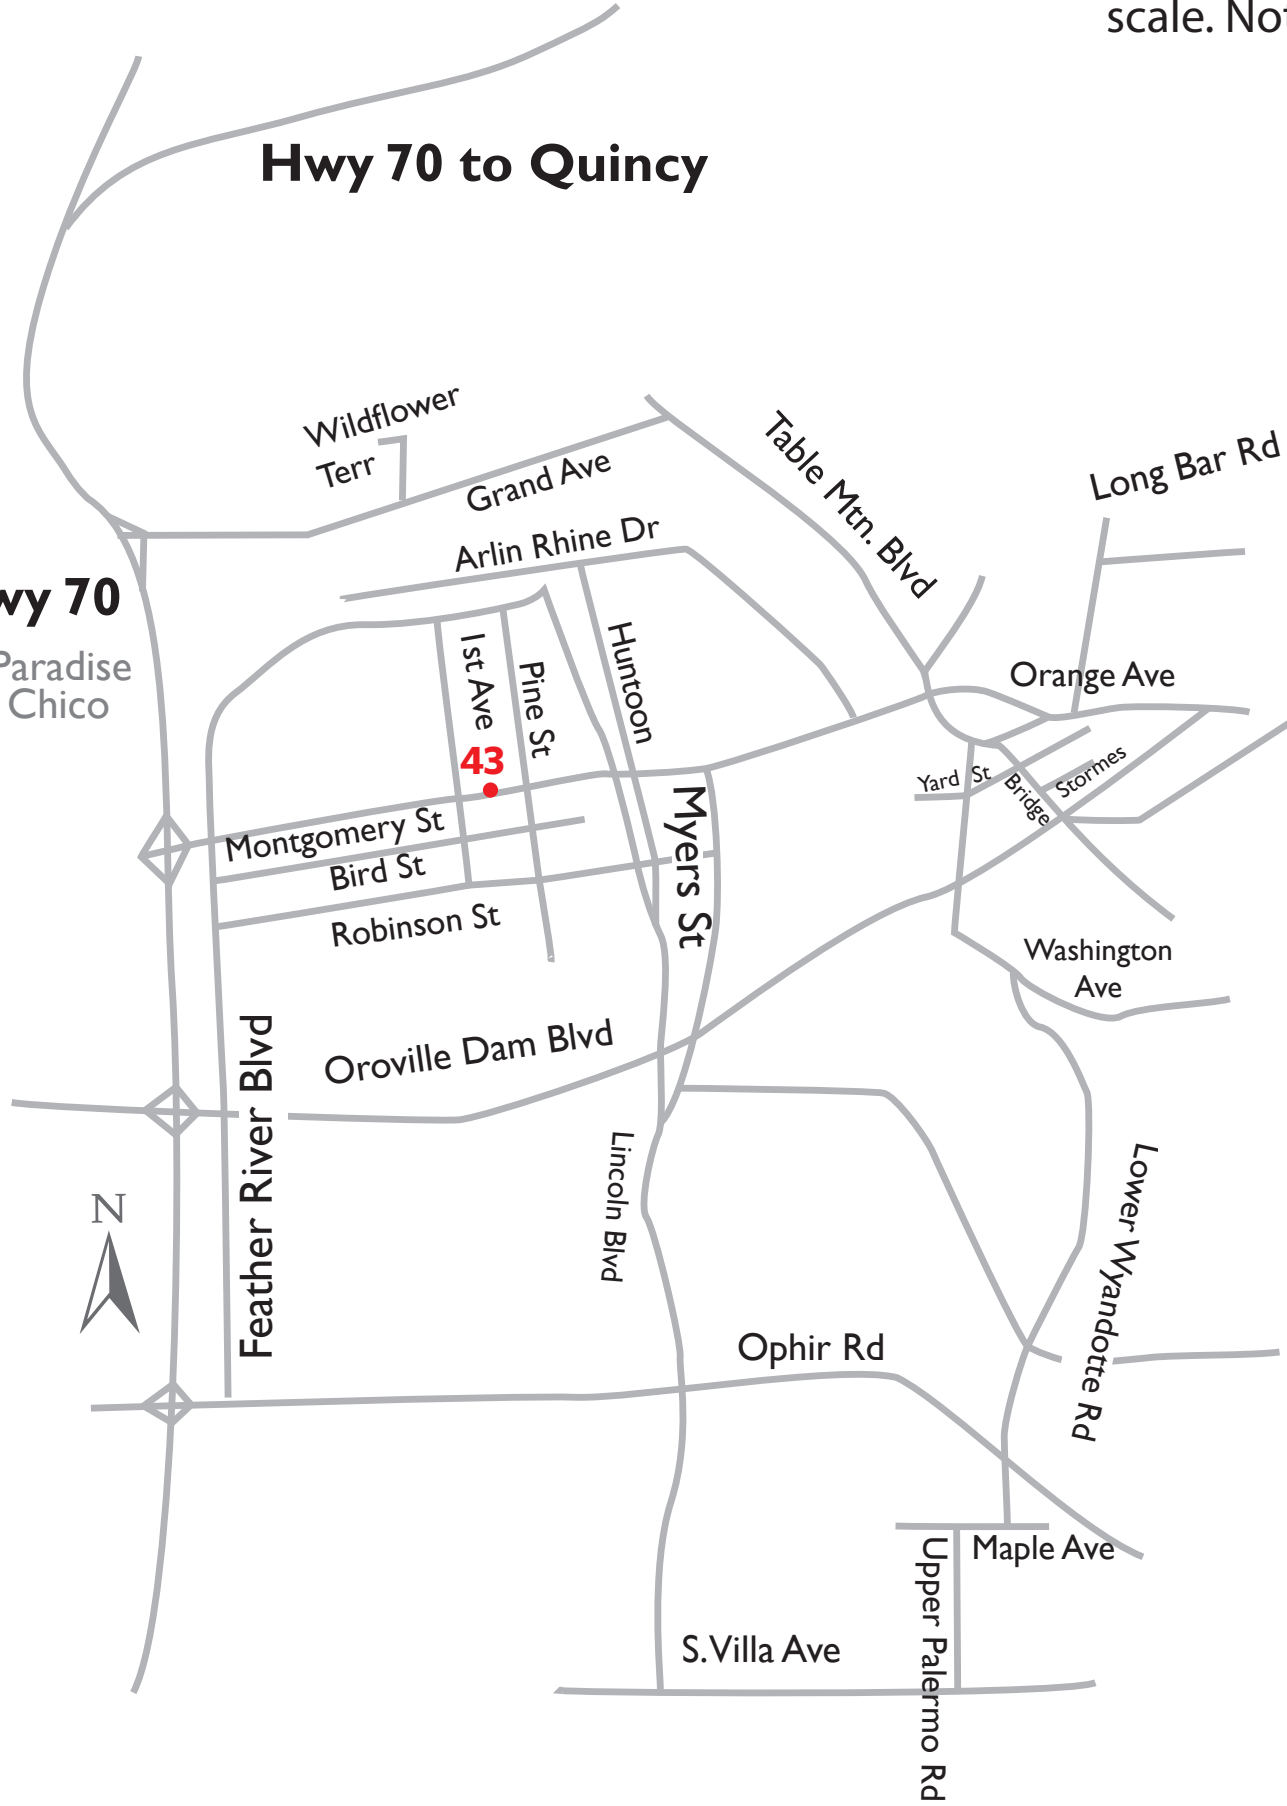 scale. Not
Hwy 70 to Quincy
Wildflower
Terr
Grand Ave
Table Mtn. Blvd
Long Bar Rd
Arlin Rhine Dr
wy 70
Paradise
Chico
1st Ave
Pine St
Huntoon
Orange Ave
43
Yard St
Bridge
Stormes
Montgomery St
Myers St
Bird St
Robinson St
Washington
Ave
Oroville Dam Blvd
Feather River Blvd
Lincoln Blvd
Lower Wyandotte Rd
N
Ophir Rd
Maple Ave
Upper Palermo Rd
S. Villa Ave